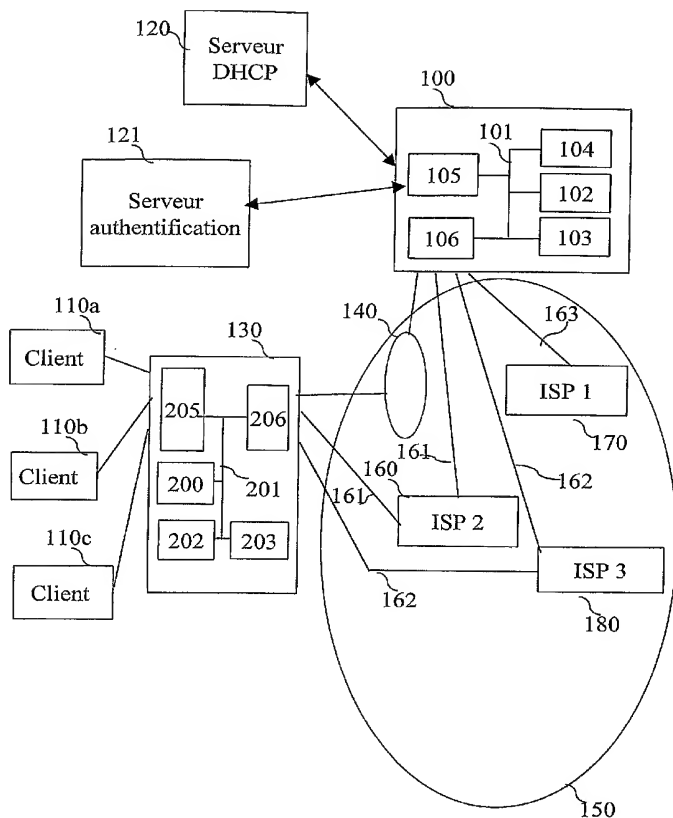 120
Serveur
DHCP
100
101
104
121
105
102
Serveur
authentification
106
103
110a
Client
130
140
163
205
206
ISP 1
170
110b
Client
161
160
162
200
201
161
ISP 2
202
203
110c
Client
162
ISP 3
180
150